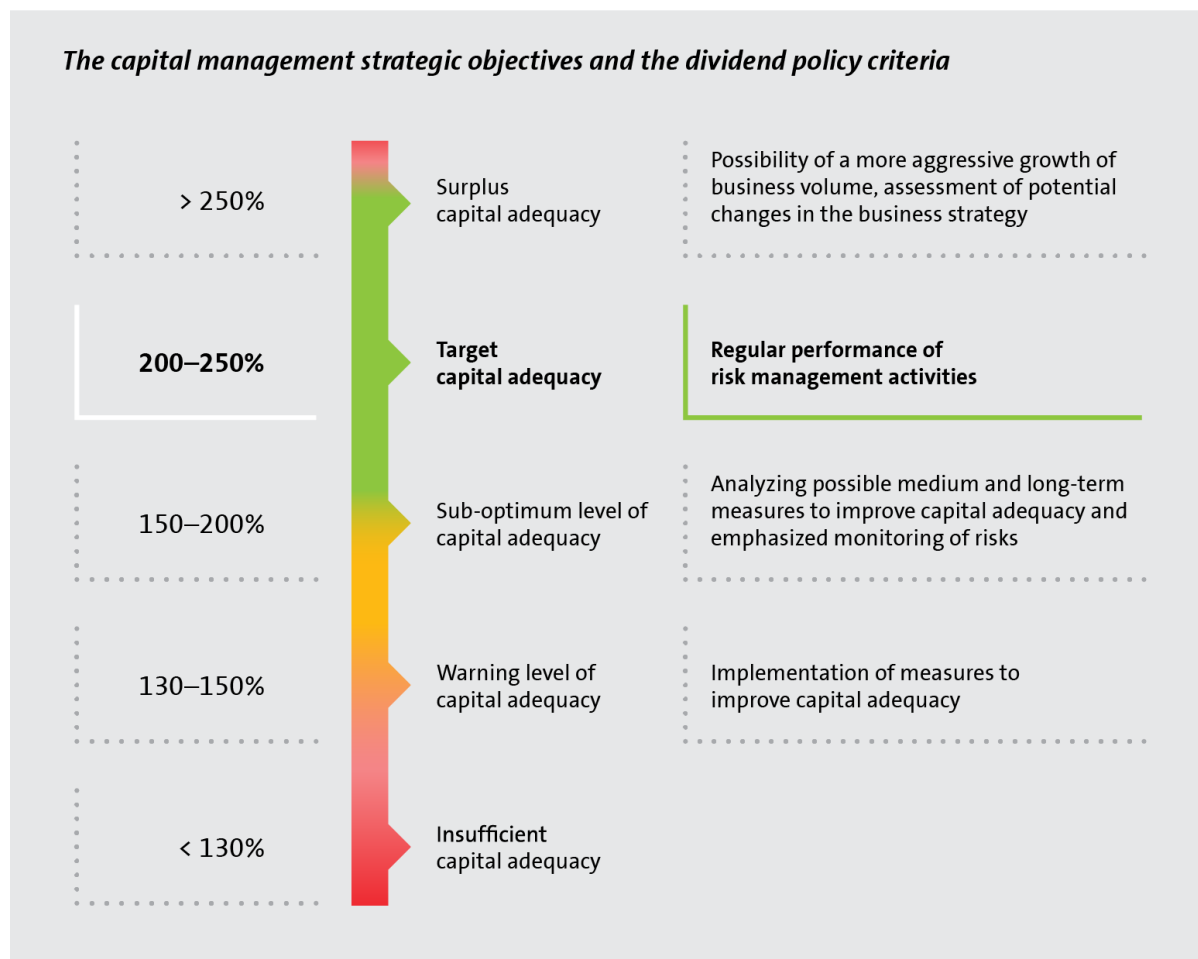 The capital management strategic objectives and the dividend policy criteria
> 250%
Surplus
capital adequacy
Possibility of a more aggressive growth of
business volume, assessment of potential
changes in the business strategy
200–250%
Target
capital adequacy
Regular performance of
risk management activities
150–200%
Sub-optimum level of
capital adequacy
Analyzing possible medium and long-term
measures to improve capital adequacy and
emphasized monitoring of risks
130–150%
Warning level of
capital adequacy
Implementation of measures to
improve capital adequacy
< 130%
Insufficient
capital adequacy